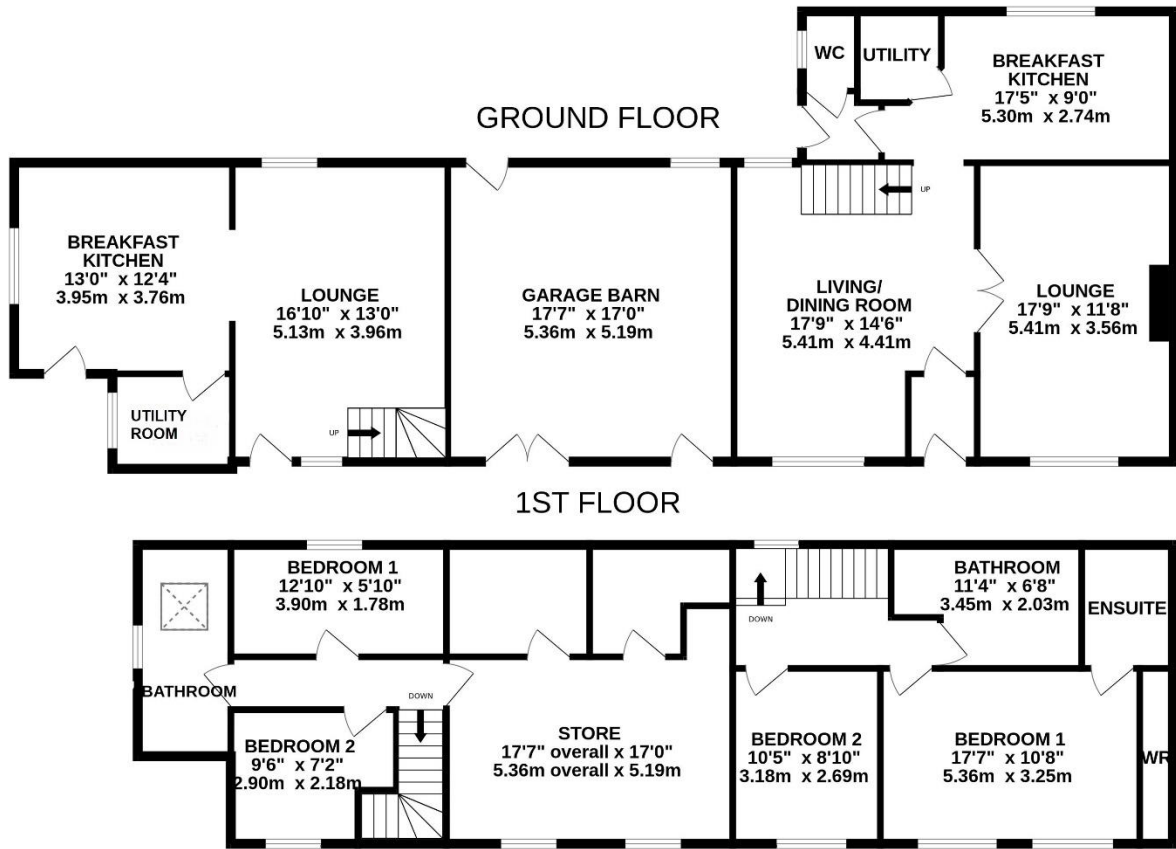 GROUND FLOOR
WC
UTILITY
BREAKFAST
KITCHEN
17'5" x 9'0"
5.30m x 2.74m
UP
BREAKFAST
KITCHEN
13'0" x 12'4"
3.95m x 3.76m
LOUNGE
16'10" x 13'0"
5.13m x 3.96m
GARAGE BARN
17'7" x 17'0"
5.36m x 5.19m
LIVING/
DINING ROOM
17'9" x 14'6"
5.41m x 4.41m
LOUNGE
17'9" x 11'8"
5.41m x 3.56m
UTILITY
ROOM
UP
1ST FLOOR
BEDROOM 1
12'10" x 5'10"
3.90m x 1.78m
BATHROOM
11'4" x 6'8"
3.45m x 2.03m
ENSUITE
DOWN
BATHROOM
DOWN
BEDROOM 2
9'6" x 7'2"
2.90m x 2.18m
STORE
17'7" overall x 17'0"
5.36m overall x 5.19m
BEDROOM 2
10'5" x 8'10"
3.18m x 2.69m
BEDROOM 1
17'7" x 10'8"
5.36m x 3.25m
WR